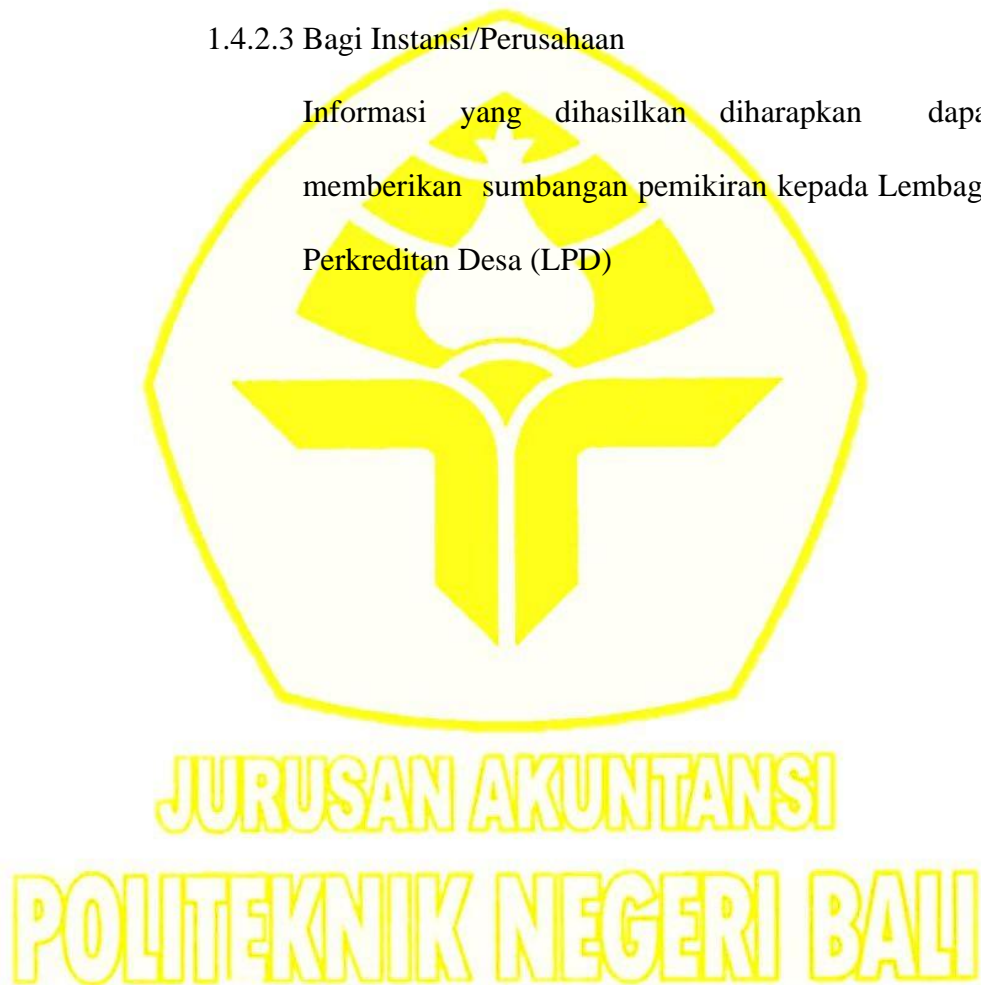 1.4.2.3 Bagi Instansi/Perusahaan
Informasi yang dihasilkan diharapkan dapa
memberikan sumbangan pemikiran kepada Lembag
Perkreditan Desa (LPD)
JURUSAN AKUNTANSI
POLITEKNIK NEGERI BALI